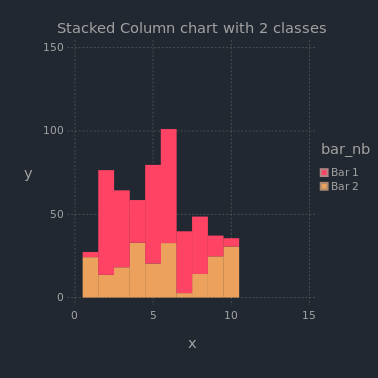 Stacked Column chart with 2 classes
150
100
50
0
y
0 5 10 15
x
bar_nb
Bar 1
Bar 2